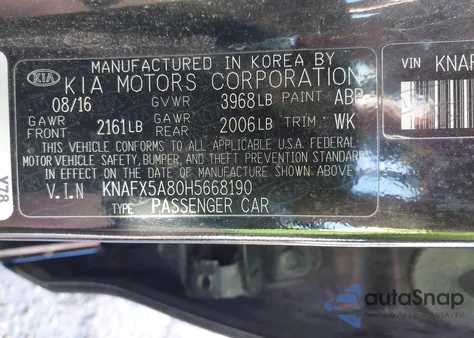 MANUFACTURED IN KOREA BY
KIA KIA MOTORS CORPORATION
08/16 GVWR 3968LB PAINT ABP
GAWR FRONT 2161LB GAWR REAR 2006LB TRIM: WK
THIS VEHICLE CONFORMS TO ALL APPLICABLE U.S.A FEDERAL
MOTOR VEHICLE SAFETY, BUMPER, AND THEFT PREVENTION STANDARDS
IN EFFECT ON THE DATE OF MANUFACTURE SHOWN ABOVE.
V.I.N KNAFX5A80H5668190
TYPE: PASSENGER CAR
Y78
VIN KNAF
autoSnap